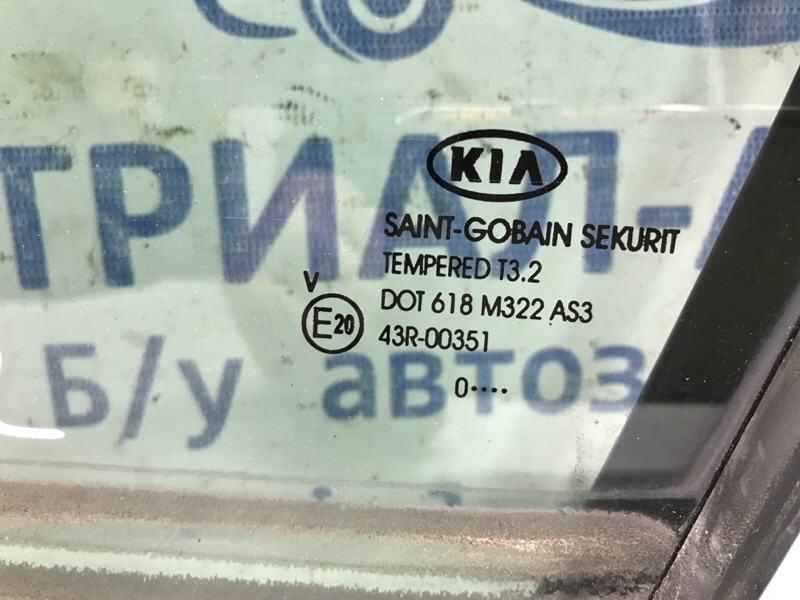 KIA
SAINT-GOBAIN SEKURIT
TEMPERED T3.2
V
DOT 618 M322 AS3
E20
43R-00351
0····
ТРИАЛ-
Б/у автоз